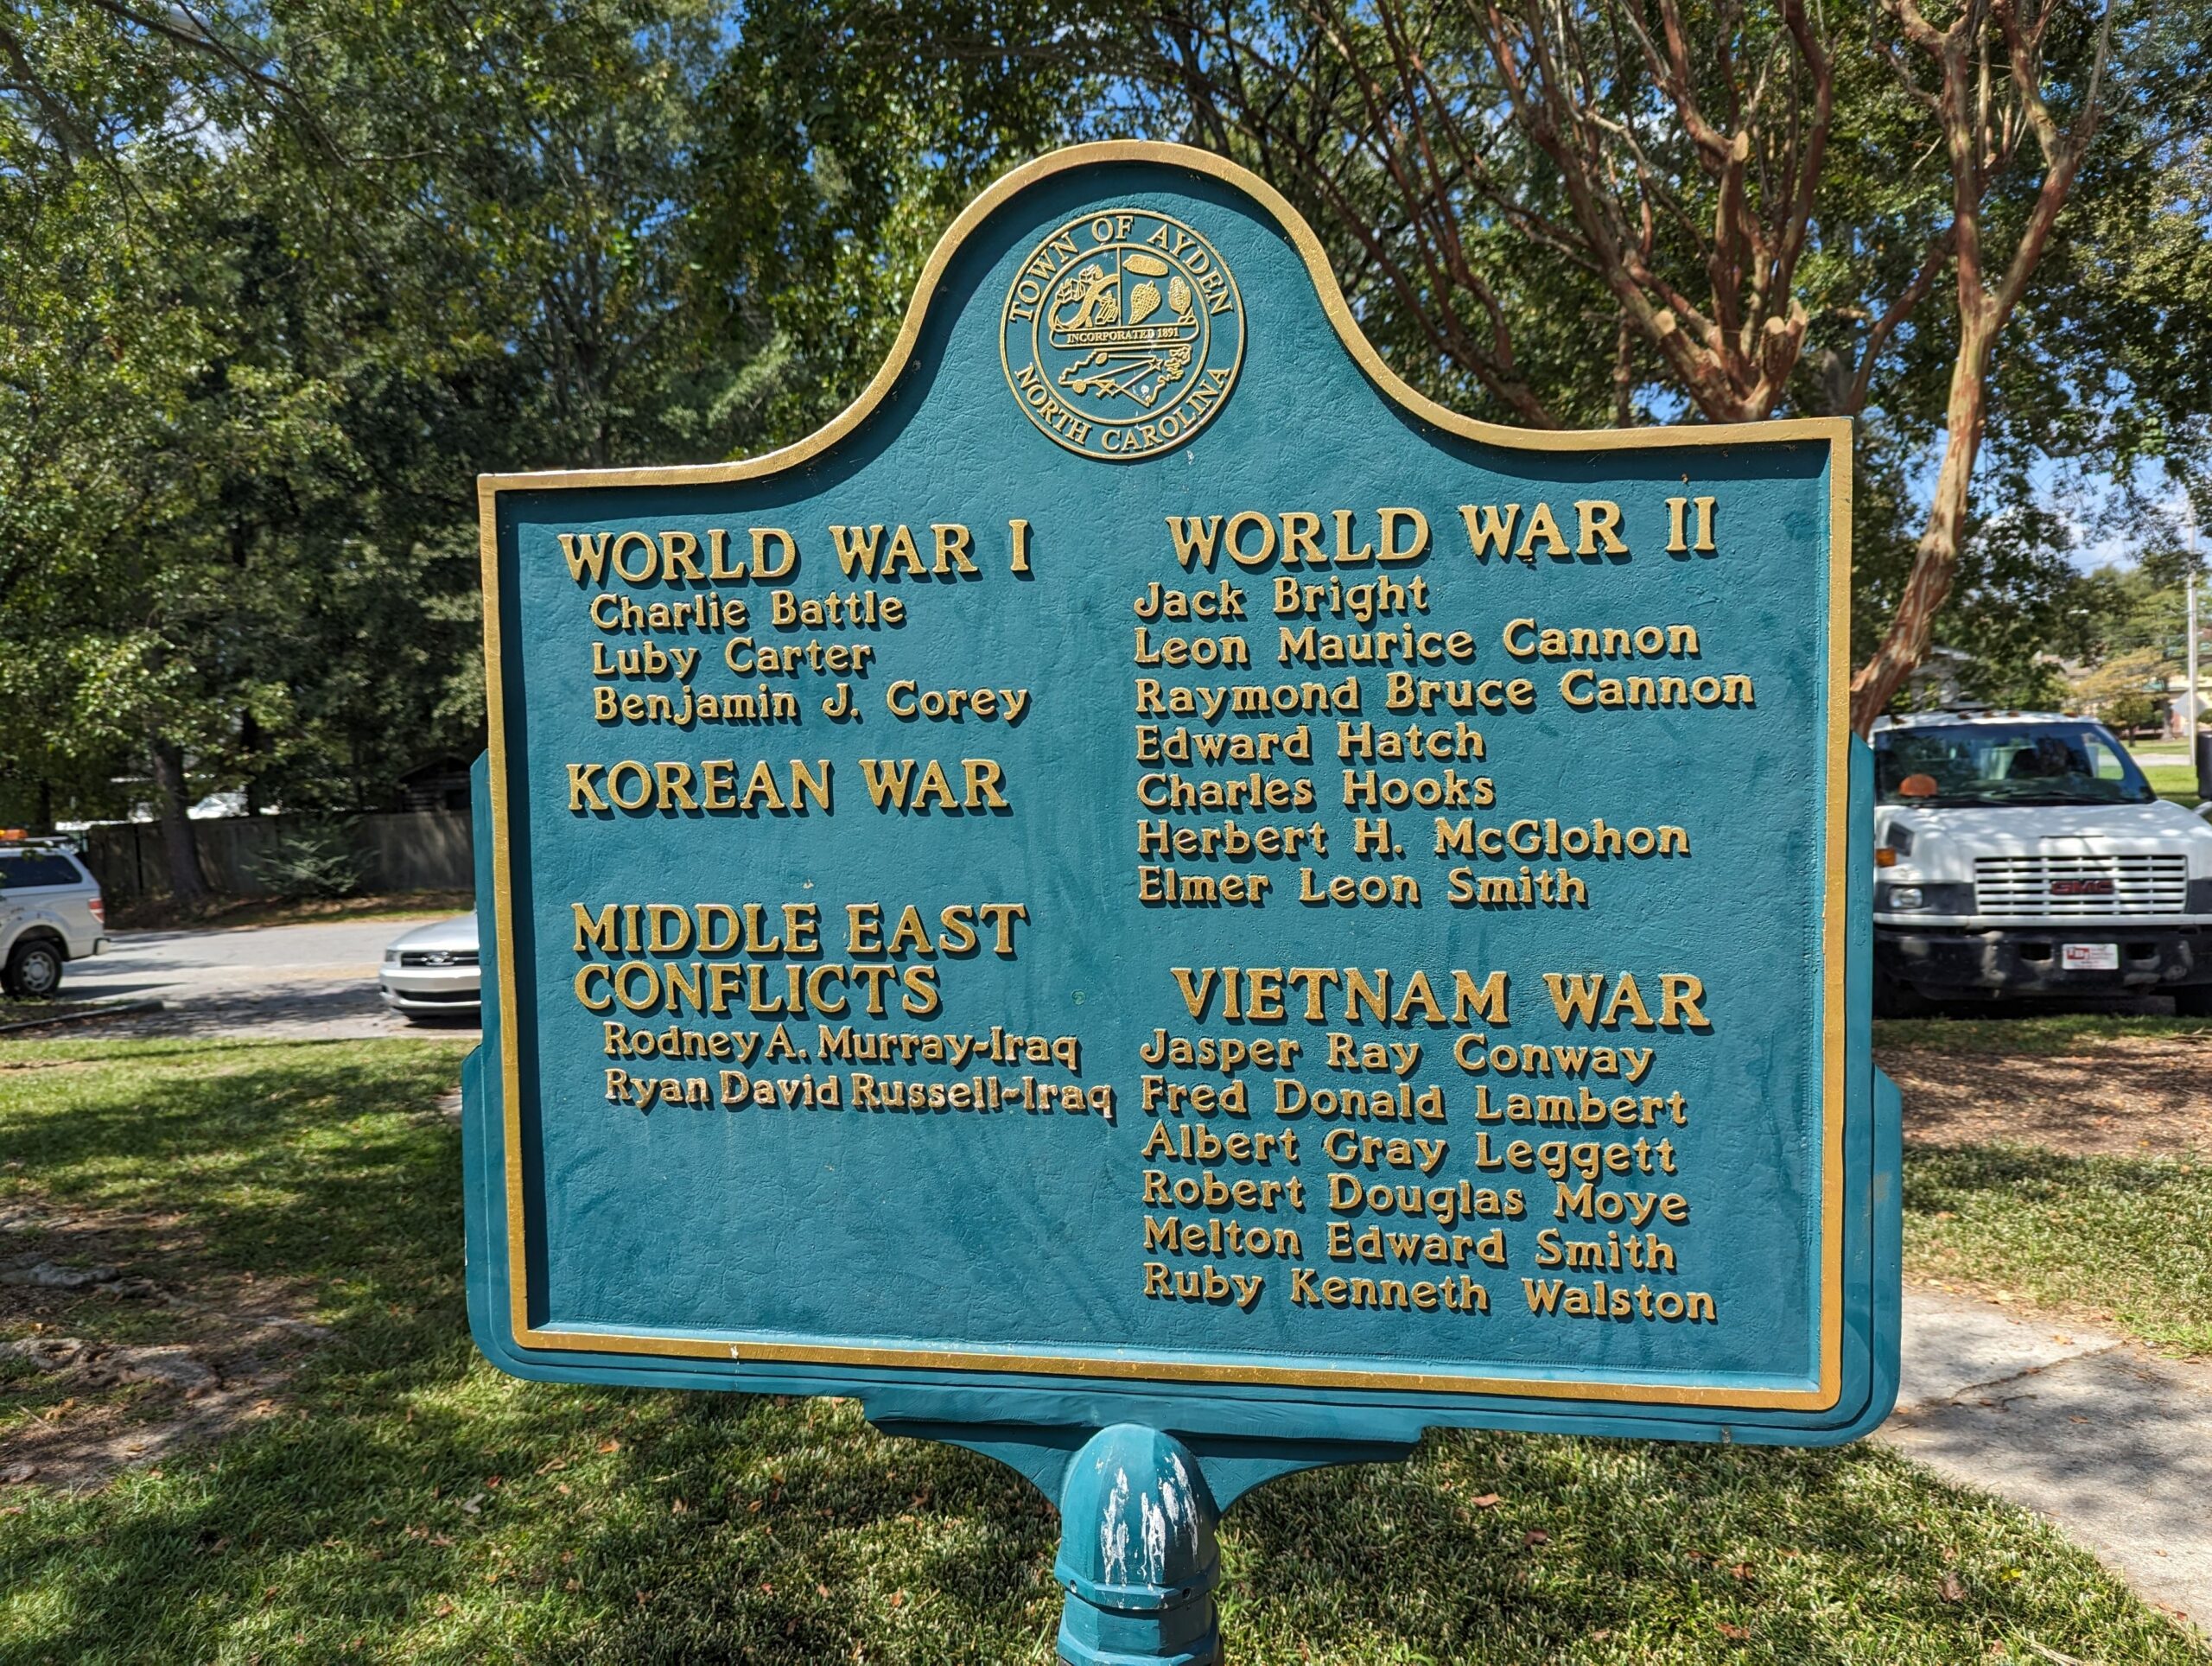 TOWN OF AYDEN
INCORPORATED 1891
NORTH CAROLINA
WORLD WAR I
Charlie Battle
Luby Carter
Benjamin J. Corey
KOREAN WAR
MIDDLE EAST
CONFLICTS
Rodney A. Murray-Iraq
Ryan David Russell-Iraq
WORLD WAR II
Jack Bright
Leon Maurice Cannon
Raymond Bruce Cannon
Edward Hatch
Charles Hooks
Herbert H. McGlohon
Elmer Leon Smith
VIETNAM WAR
Jasper Ray Conway
Fred Donald Lambert
Albert Gray Leggett
Robert Douglas Moye
Melton Edward Smith
Ruby Kenneth Walston
GMC